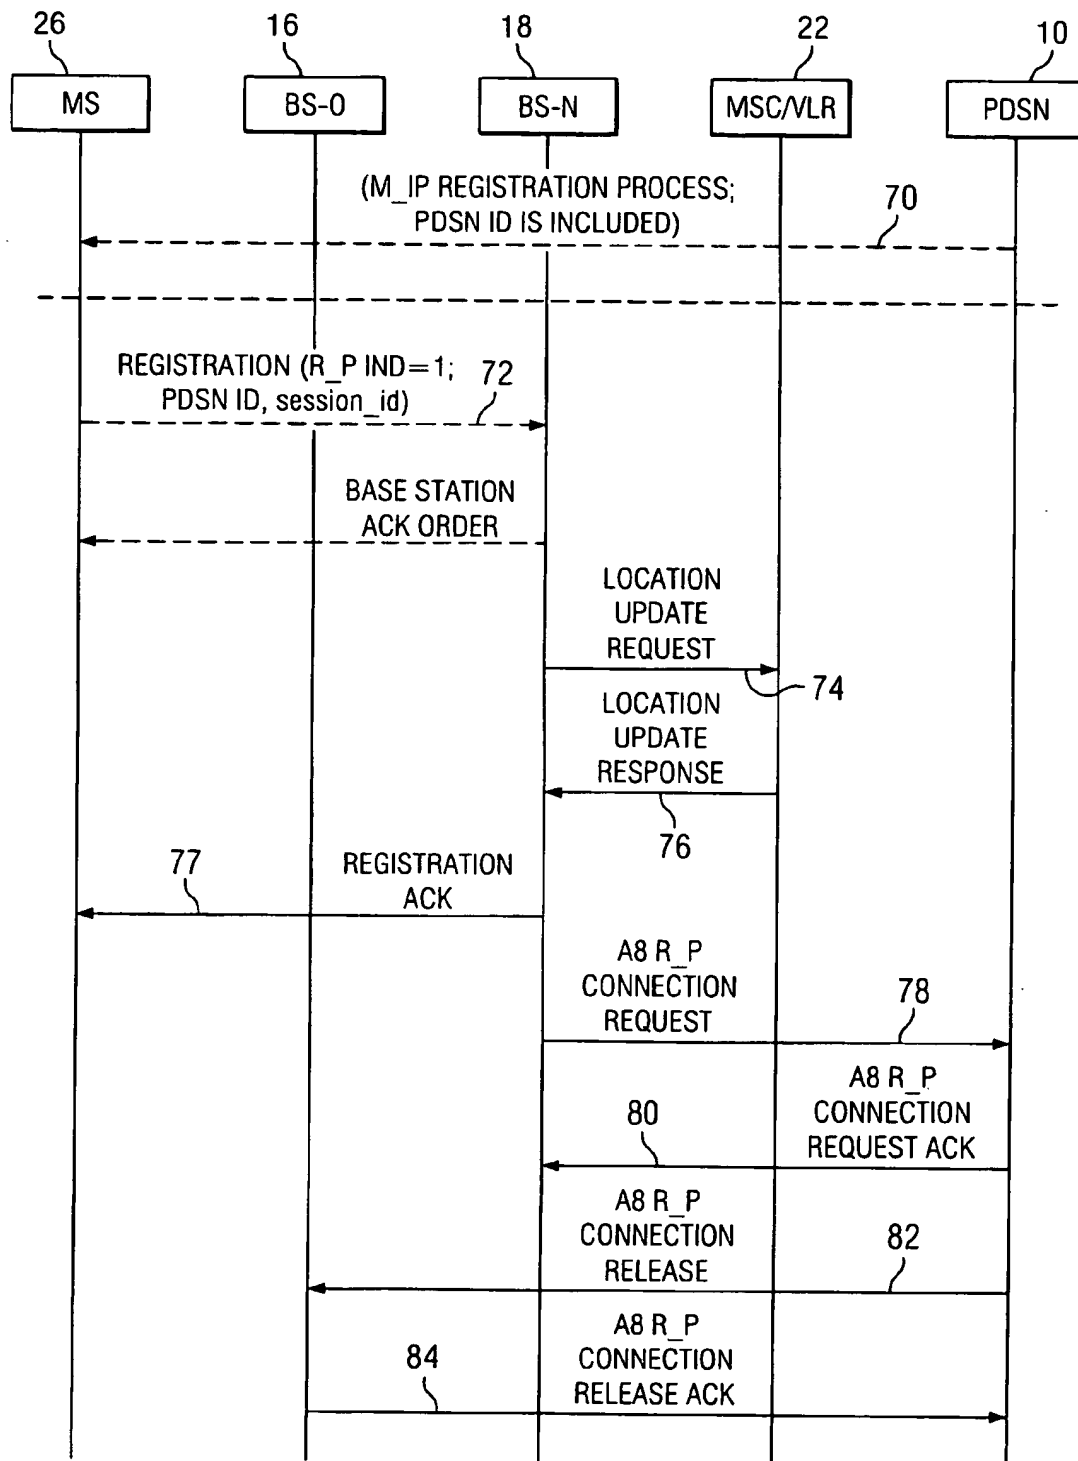 26
16
18
22
10
MS
BS-O
BS-N
MSC/VLR
PDSN
(M_IP REGISTRATION PROCESS;
PDSN ID IS INCLUDED)
70
REGISTRATION (R_P IND=1;
PDSN ID, session_id)
72
BASE STATION
ACK ORDER
LOCATION
UPDATE
REQUEST
74
LOCATION
UPDATE
RESPONSE
76
77
REGISTRATION
ACK
A8 R_P
CONNECTION
REQUEST
78
A8 R_P
CONNECTION
REQUEST ACK
80
A8 R_P
CONNECTION
RELEASE
82
A8 R_P
CONNECTION
RELEASE ACK
84